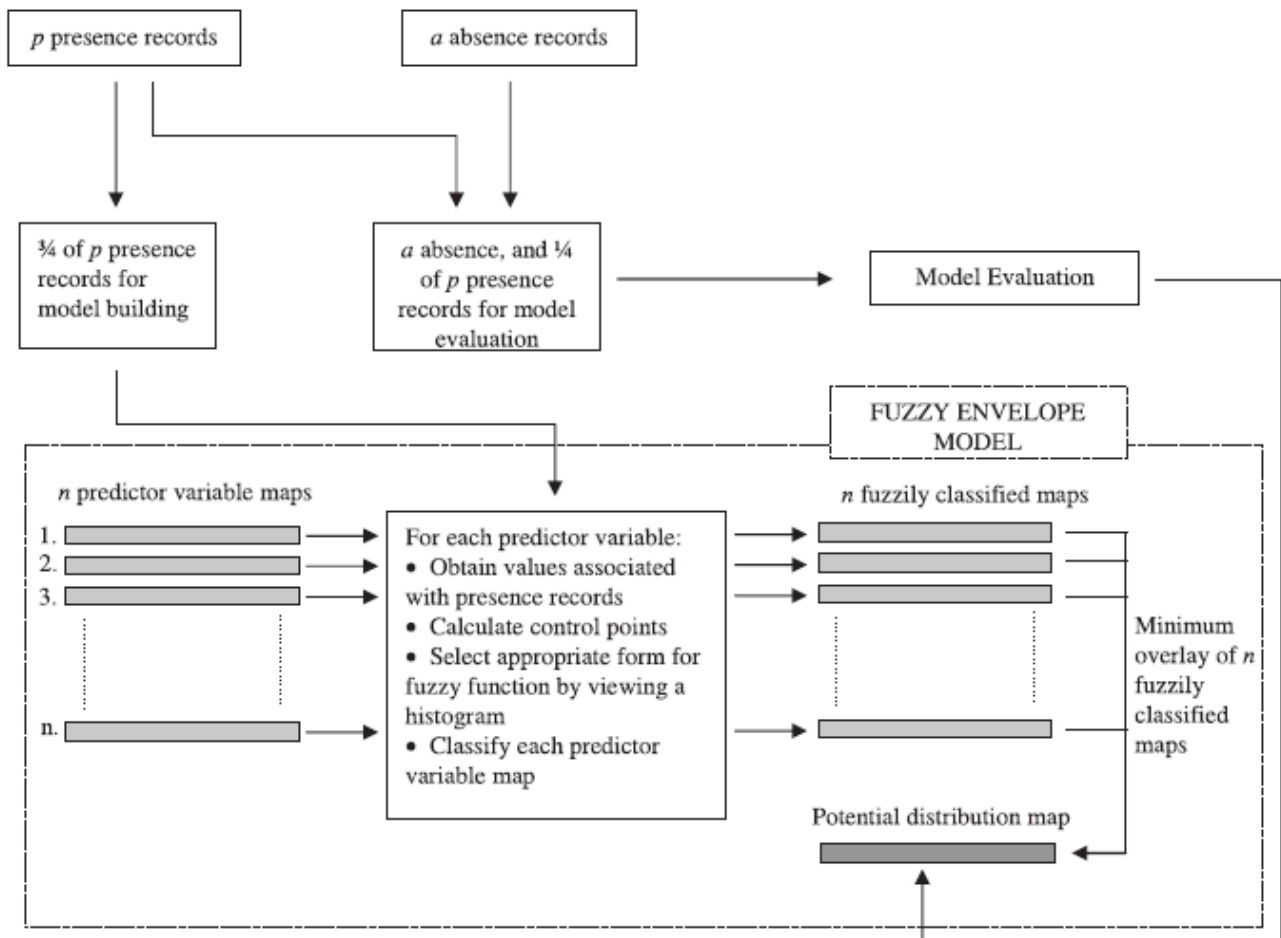 p presence records
a absence records
¾ of p presence
records for
model building
a absence, and ¼
of p presence
records for model
evaluation
Model Evaluation
FUZZY ENVELOPE
MODEL
n predictor variable maps
1.
2.
3.
n.
For each predictor variable:
• Obtain values associated
with presence records
• Calculate control points
• Select appropriate form for
fuzzy function by viewing a
histogram
• Classify each predictor
variable map
n fuzzily classified maps
Minimum
overlay of n
fuzzily
classified
maps
Potential distribution map